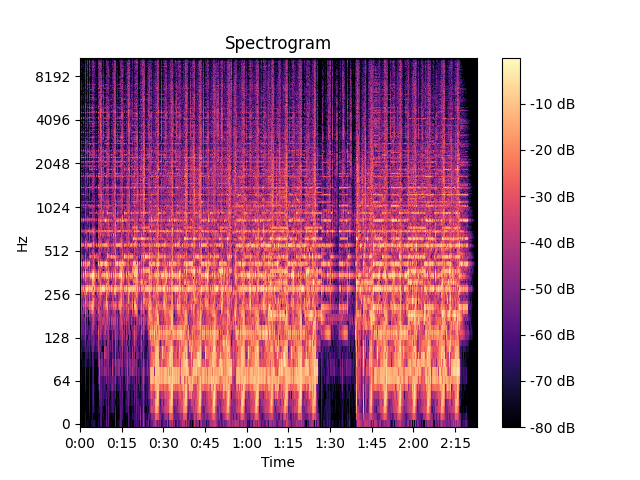 Spectrogram
8192
4096
2048
1024
512
256
128
64
0
Hz
0:00 0:15 0:30 0:45 1:00 1:15 1:30 1:45 2:00 2:15
Time
-10 dB
-20 dB
-30 dB
-40 dB
-50 dB
-60 dB
-70 dB
-80 dB